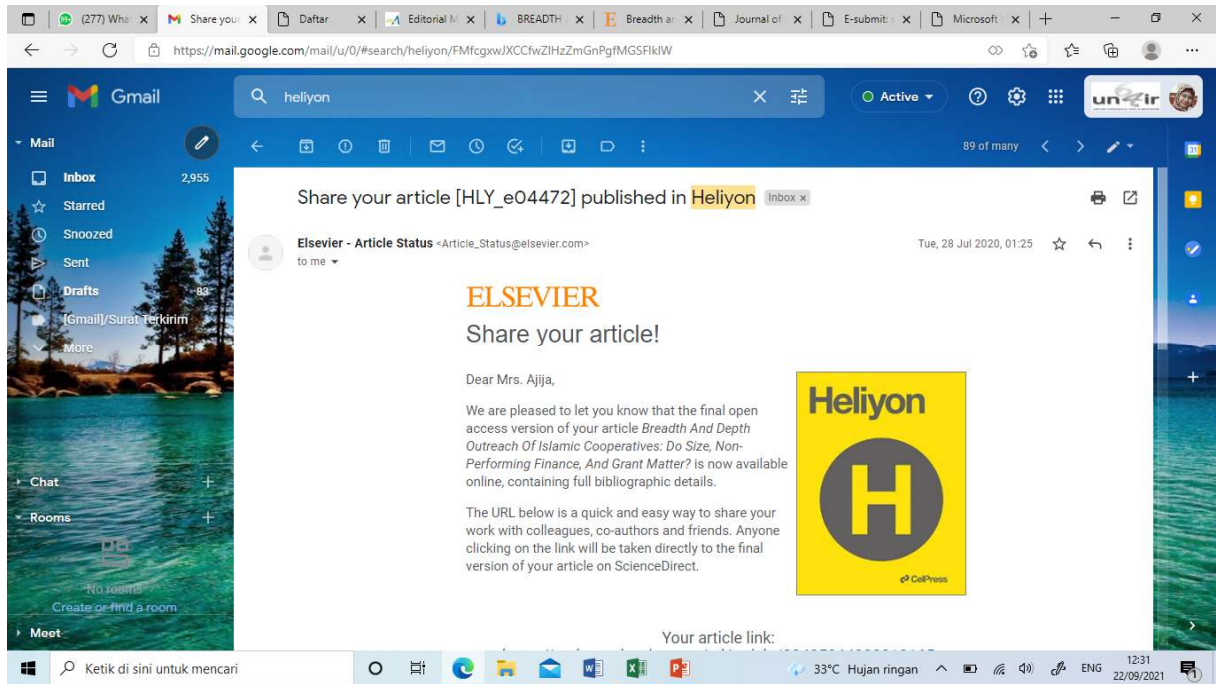 (277) Wha
Share you
Daftar
Editorial M
BREADTH
Breadth an
Journal of
E-submit:
Microsoft
https://mail.google.com/mail/u/0/#search/heliyon/FMfcgxwJXCCfwZlHzZmGnPgfMGSFlklW
Gmail
heliyon
Active
Mail
89 of many
31
Inbox 2,955
Starred
Snoozed
Sent
Drafts 83
[Gmail]/Surat Terkirim
More
Share your article [HLY_e04472] published in Heliyon Inbox x
Elsevier - Article Status <Article_Status@elsevier.com>
Tue, 28 Jul 2020, 01:25
to me
ELSEVIER
Share your article!
Dear Mrs. Ajija,
We are pleased to let you know that the final open
access version of your article Breadth And Depth
Outreach Of Islamic Cooperatives: Do Size, Non-
Performing Finance, And Grant Matter? is now available
online, containing full bibliographic details.
The URL below is a quick and easy way to share your
work with colleagues, co-authors and friends. Anyone
clicking on the link will be taken directly to the final
version of your article on ScienceDirect.
Heliyon
H
CelPress
Your article link:
Chat
Rooms
No rooms
Create or find a room
Meet
Ketik di sini untuk mencari
33°C Hujan ringan
ENG
12:31
22/09/2021